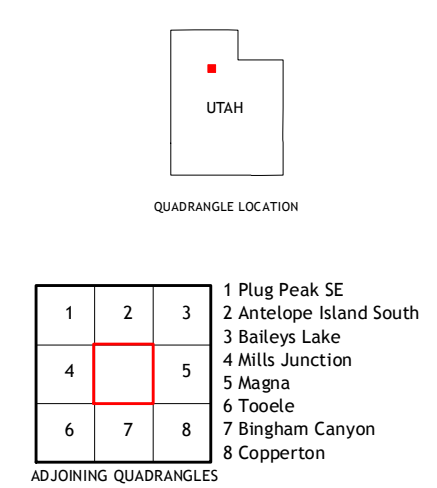 UTAH
QUADRANGLE LOCATION
1 2 3
4 5
6 7 8
1 Plug Peak SE
2 Antelope Island South
3 Baileys Lake
4 Mills Junction
5 Magna
6 Tooele
7 Bingham Canyon
8 Copperton
ADJOINING QUADRANGLES